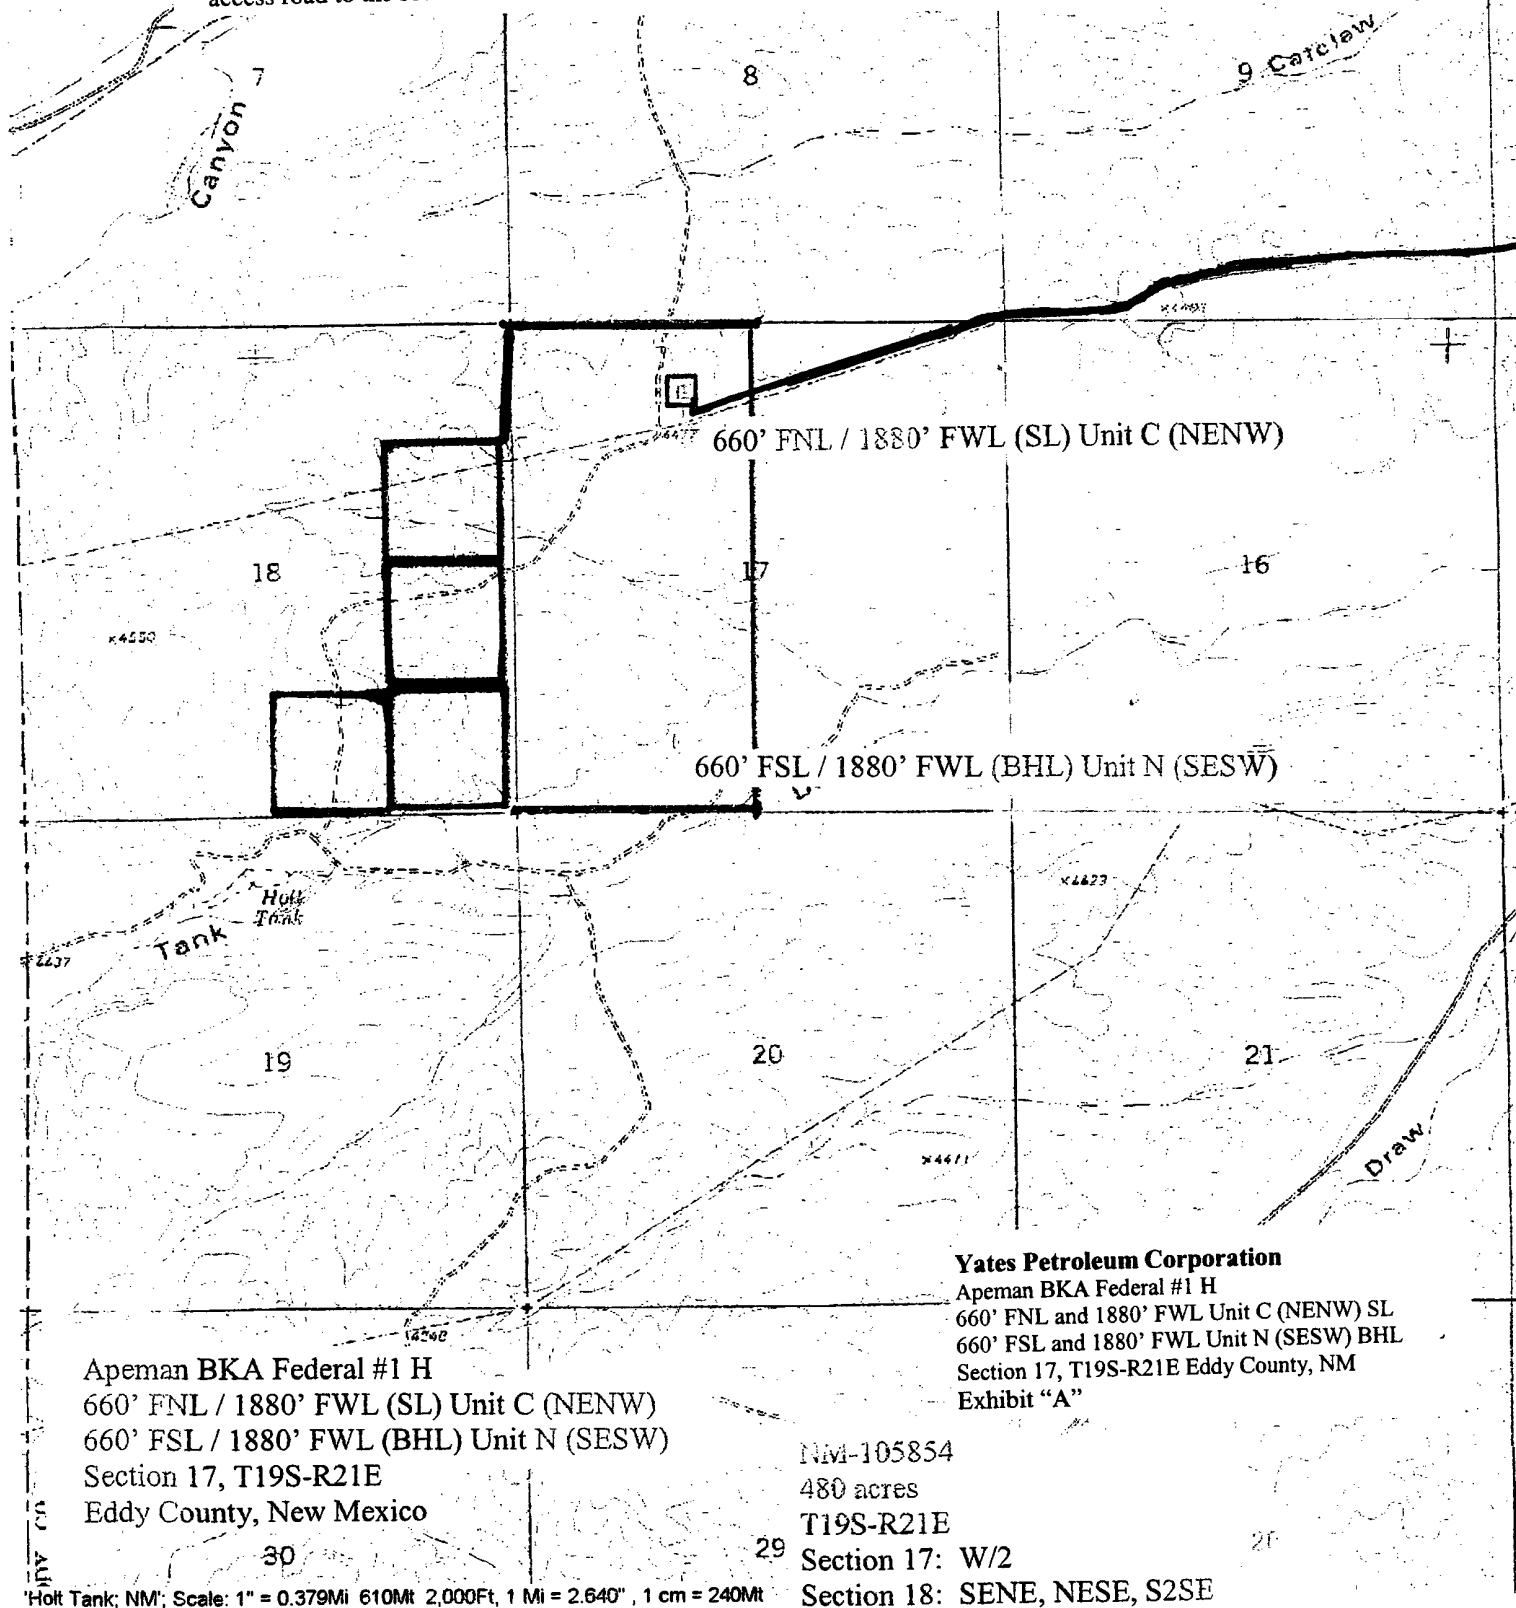 access road to the
7
8
9 Catclaw
Canyon
660' FNL / 1880' FWL (SL) Unit C (NENW)
18
17
16
x4550
660' FSL / 1880' FWL (BHL) Unit N (SESW)
x4423
Holt
Tank
Tank
19
20
21
x4411
Draw
Yates Petroleum Corporation
Apeman BKA Federal #1 H
660' FNL and 1880' FWL Unit C (NENW) SL
660' FSL and 1880' FWL Unit N (SESW) BHL
Section 17, T19S-R21E Eddy County, NM
Exhibit “A”
Apeman BKA Federal #1 H
660' FNL / 1880' FWL (SL) Unit C (NENW)
660' FSL / 1880' FWL (BHL) Unit N (SESW)
Section 17, T19S-R21E
Eddy County, New Mexico
NM-105854
480 acres
T19S-R21E
Section 17: W/2
Section 18: SENE, NESE, S2SE
30
29
'Holt Tank; NM'; Scale: 1" = 0.379Mi 610Mt 2,000Ft, 1 Mi = 2.640" , 1 cm = 240Mt